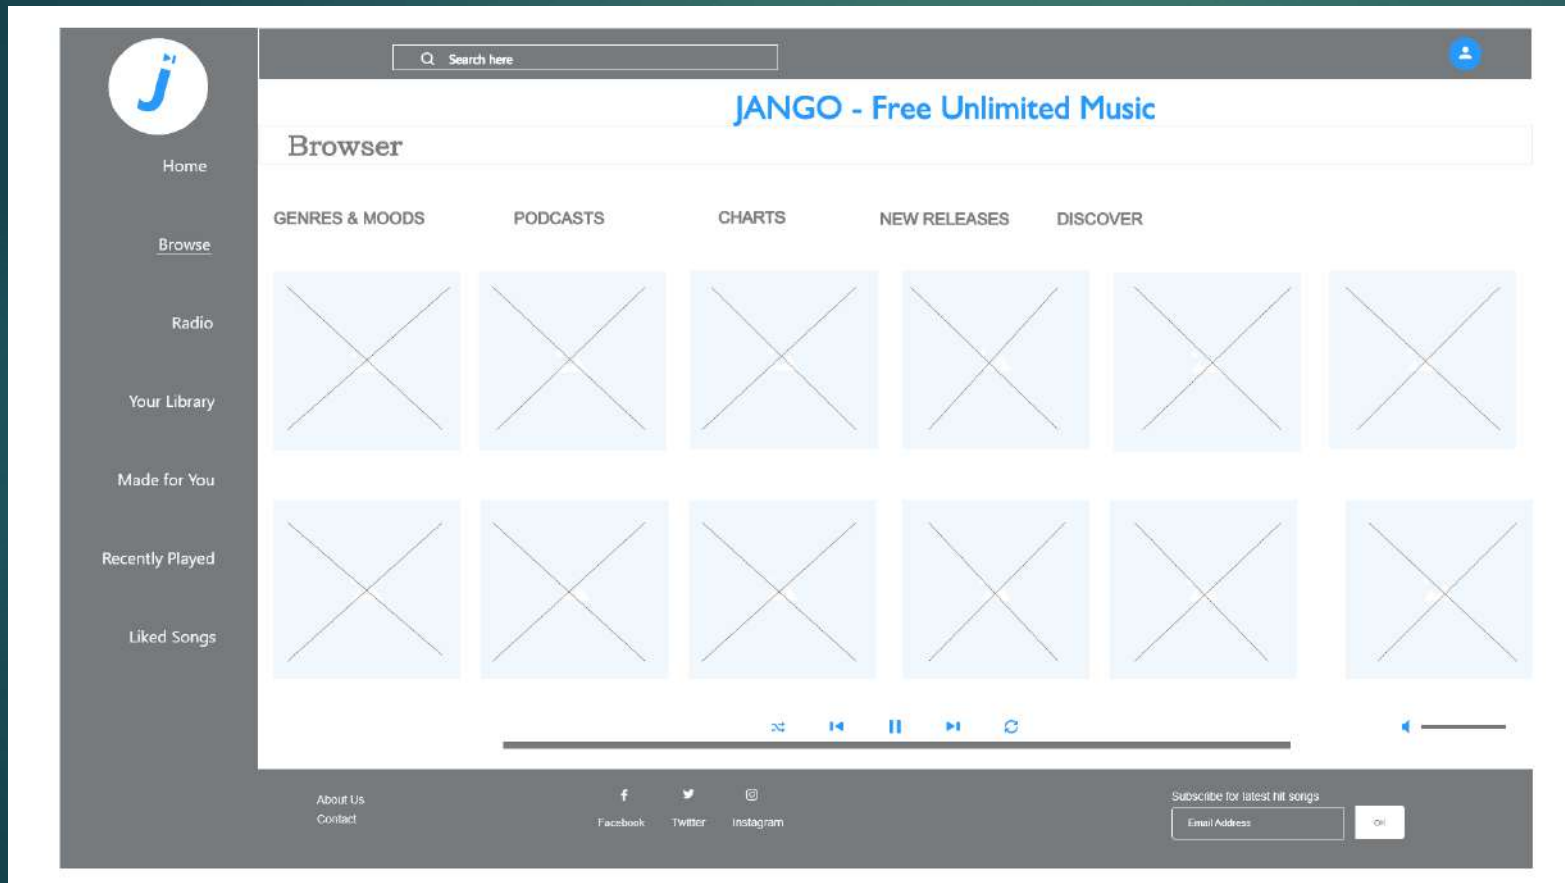 j
Search here
JANGO - Free Unlimited Music
Browser
Home
Browse
Radio
Your Library
Made for You
Recently Played
Liked Songs
GENRES & MOODS PODCASTS CHARTS NEW RELEASES DISCOVER
About Us
Contact
Facebook Twitter Instagram
Subscribe for latest hit songs
Email Address